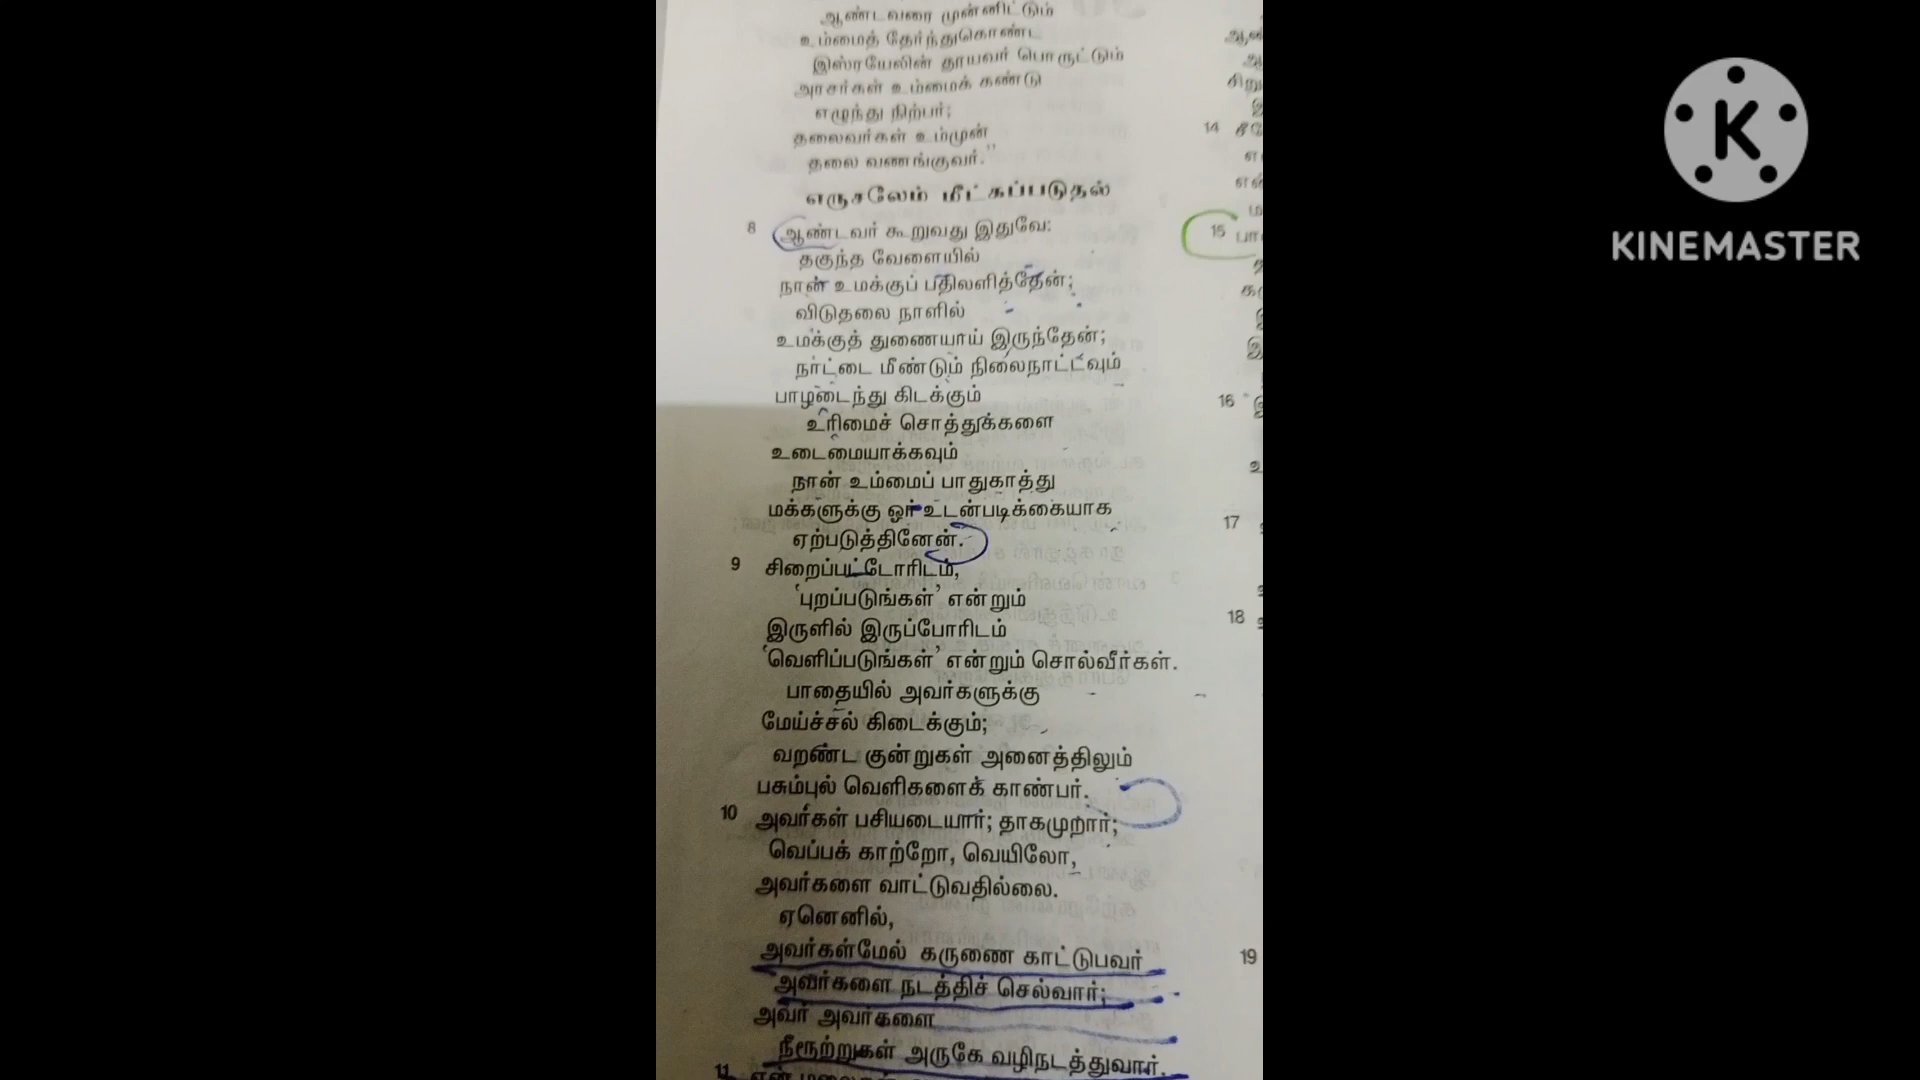 ஆண்டவரை முன்னிட்டும்
உம்மைத் தேர்ந்துகொண்ட
இஸ்ரயேலின் தூயவர் பொருட்டும்
அரசர்கள் உம்மைக் கண்டு
எழுந்து நிற்பர்;
தலைவர்கள் உம்முன்
தலை வணங்குவர்."
எருசலேம் மீட்கப்படுதல்
8 ஆண்டவர் கூறுவது இதுவே:
தகுந்த வேளையில்
நான் உமக்குப் பதிலளித்தேன்;
விடுதலை நாளில்
உமக்குத் துணையாய் இருந்தேன்;
நாட்டை மீண்டும் நிலைநாட்டவும்
பாழடைந்து கிடக்கும்
உரிமைச் சொத்துக்களை
உடைமையாக்கவும்
நான் உம்மைப் பாதுகாத்து
மக்களுக்கு ஓர் உடன்படிக்கையாக
ஏற்படுத்தினேன்.
9 சிறைப்பட்டோரிடம்,
'புறப்படுங்கள்' என்றும்
இருளில் இருப்போரிடம்
'வெளிப்படுங்கள்' என்றும் சொல்வீர்கள்.
பாதையில் அவர்களுக்கு
மேய்ச்சல் கிடைக்கும்;
வறண்ட குன்றுகள் அனைத்திலும்
பசும்புல் வெளிகளைக் காண்பர்.
10 அவர்கள் பசியடையார்; தாகமுறார்;
வெப்பக் காற்றோ, வெயிலோ,
அவர்களை வாட்டுவதில்லை.
ஏனெனில்,
அவர்கள்மேல் கருணை காட்டுபவர்
அவர்களை நடத்திச் செல்வார்;
அவர் அவர்களை
நீரூற்றுகள் அருகே வழிநடத்துவார்.
11
14
15
16
17
18
19
KINEMASTER